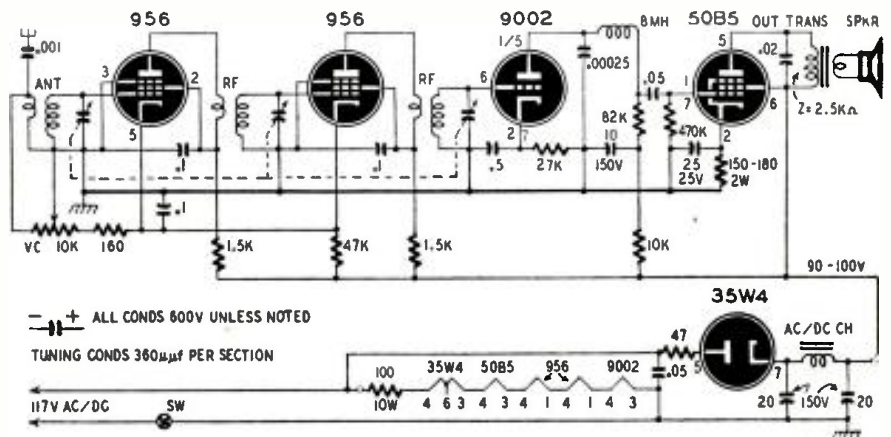 956 956 9002 50B5 OUT TRANS SPKR
.001 1/5 8MH 5
.00025 .02
3 2 RF RF 6 .05 1
ANT 7 6
82K Z=2.5KΩ
5 2 7 470K 2
.1 .1 .5 27K 10 150V 25 25V 150-180 2W
.1
VC 10K 160 1.5K 47K 1.5K 10K
90-100V
35W4
- + ALL CONDS 600V UNLESS NOTED
47 AC/DC CH
TUNING CONDS 360µµf PER SECTION
35W4 50B5 956 9002 .05 5 7
100
10W 4 6 3 4 3 4 1 4 1 4 3 20 150V 20
117V AC/DC SW